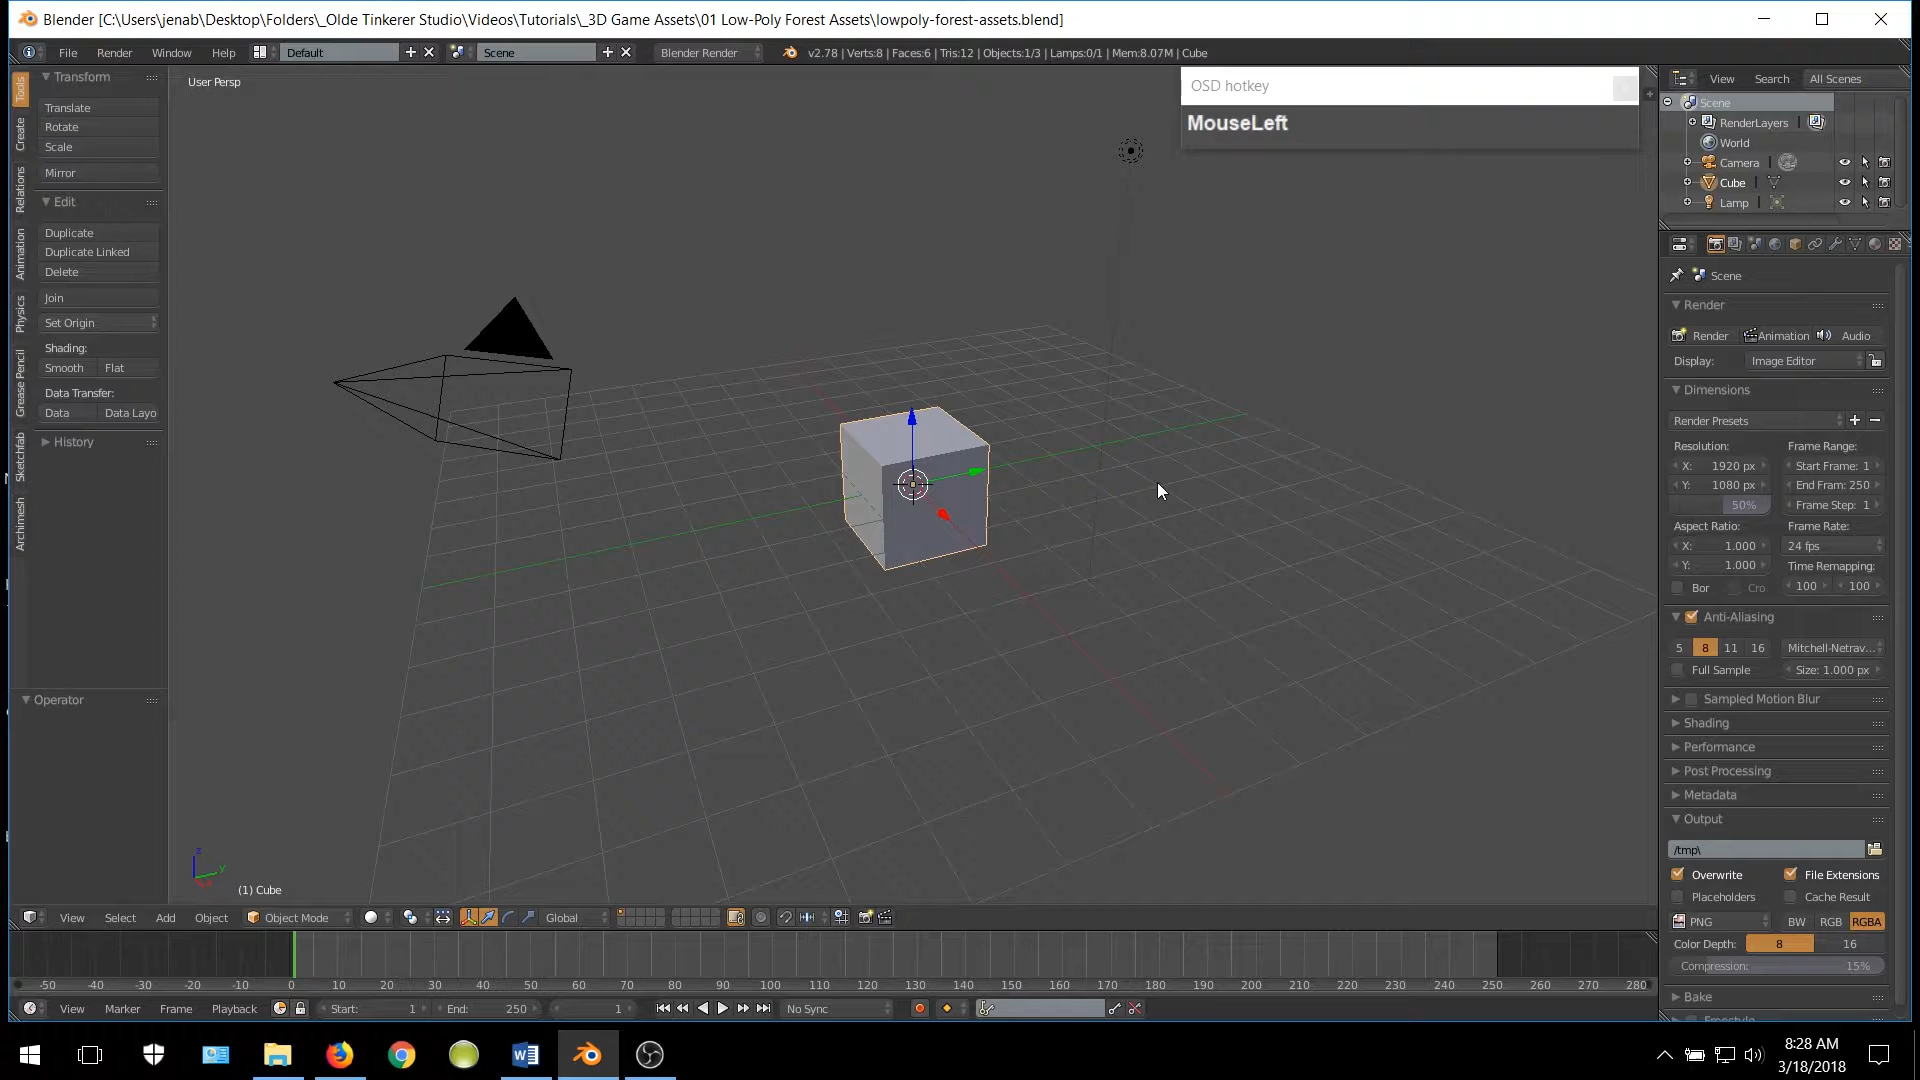 Blender [C:\Users\jenab\Desktop\Folders\_Olde Tinkerer Studio\Videos\Tutorials\_3D Game Assets\01 Low-Poly Forest Assets\lowpoly-forest-assets.blend]
File Render Window Help Default Scene Blender Render v2.78 | Verts:8 | Faces:6 | Tris:12 | Objects:1/3 | Lamps:0/1 | Mem:8.07M | Cube
Tools
Create
Relations
Animation
Physics
Grease Pencil
Sketchfab
Archimesh
Transform
Translate
Rotate
Scale
Mirror
Edit
Duplicate
Duplicate Linked
Delete
Join
Set Origin
Shading:
Smooth Flat
Data Transfer:
Data Data Layo
History
Operator
User Persp
OSD hotkey
MouseLeft
z
y
(1) Cube
View Select Add Object Object Mode Global
View Search All Scenes
Scene
RenderLayers
World
Camera
Cube
Lamp
Scene
Render
Render Animation Audio
Display: Image Editor
Dimensions
Render Presets
Resolution: Frame Range:
X: 1920 px Start Frame: 1
Y: 1080 px End Fram: 250
50% Frame Step: 1
Aspect Ratio: Frame Rate:
X: 1.000 24 fps
Y: 1.000 Time Remapping:
Bor Cro 100 100
Anti-Aliasing
5 8 11 16 Mitchell-Netrav...
Full Sample Size: 1.000 px
Sampled Motion Blur
Shading
Performance
Post Processing
Metadata
Output
/tmp\
Overwrite File Extensions
Placeholders Cache Result
PNG BW RGB RGBA
Color Depth: 8 16
Compression: 15%
Bake
-50 -40 -30 -20 -10 0 10 20 30 40 50 60 70 80 90 100 110 120 130 140 150 160 170 180 190 200 210 220 230 240 250 260 270 280
View Marker Frame Playback Start: 1 End: 250 1 No Sync
8:28 AM
3/18/2018